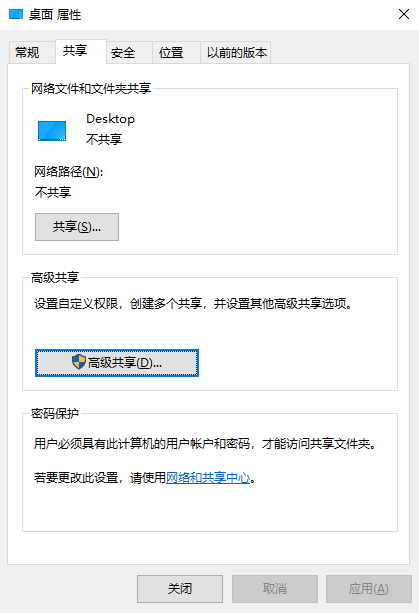 桌面 属性
常规
共享
安全
位置
以前的版本
网络文件和文件夹共享
Desktop
不共享
网络路径(N):
不共享
共享(S)...
高级共享
设置自定义权限，创建多个共享，并设置其他高级共享选项。
高级共享(D)...
密码保护
用户必须具有此计算机的用户帐户和密码，才能访问共享文件夹。
若要更改此设置，请使用网络和共享中心。
关闭
取消
应用(A)